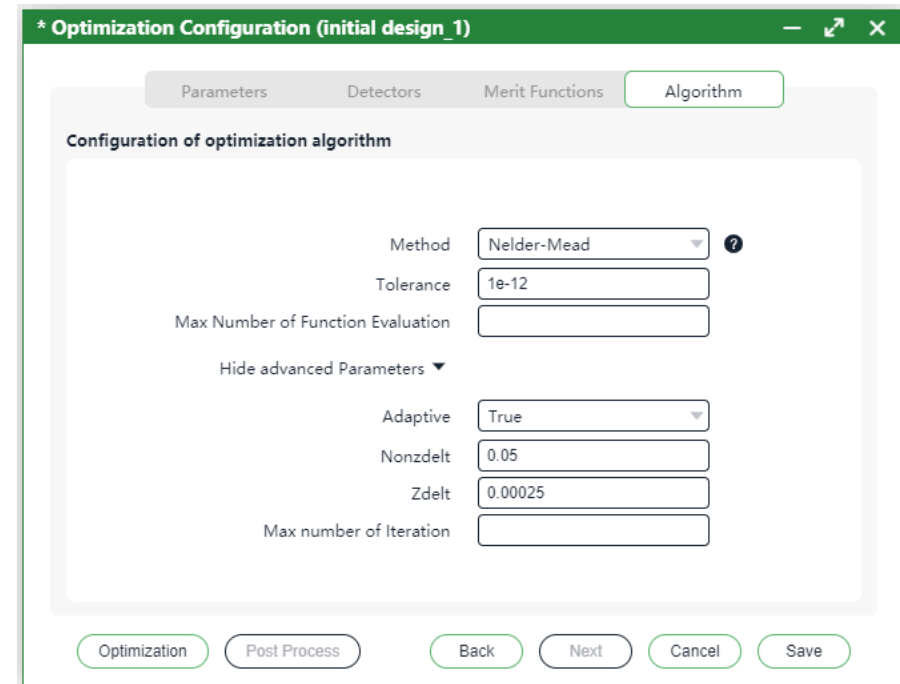 * Optimization Configuration (initial design_1)
Parameters Detectors Merit Functions Algorithm
Configuration of optimization algorithm
Method Nelder-Mead ?
Tolerance 1e-12
Max Number of Function Evaluation
Hide advanced Parameters
Adaptive True
Nonzdelt 0.05
Zdelt 0.00025
Max number of Iteration
Optimization Post Process Back Next Cancel Save